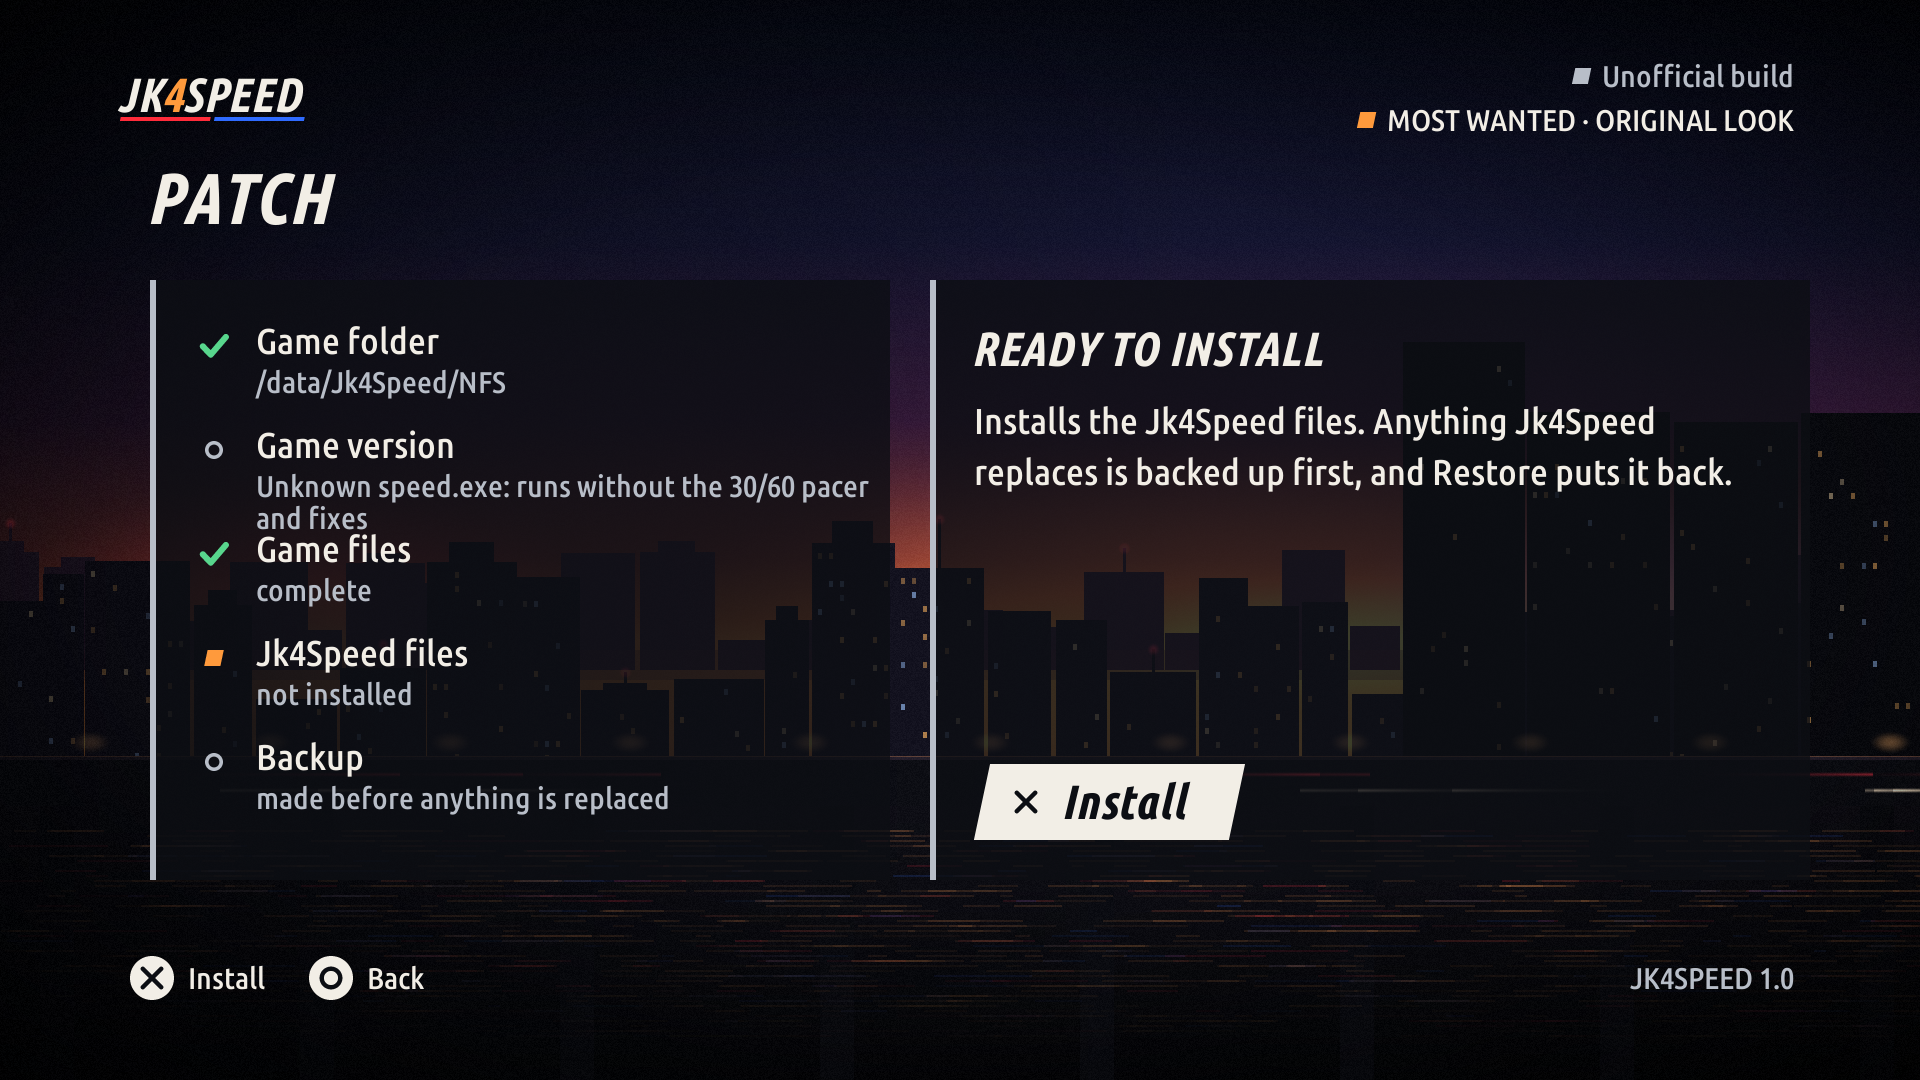 JK4SPEED
Unofficial build
MOST WANTED · ORIGINAL LOOK
PATCH
Game folder
/data/Jk4Speed/NFS
Game version
Unknown speed.exe: runs without the 30/60 pacer
and fixes
Game files
complete
Jk4Speed files
not installed
Backup
made before anything is replaced
READY TO INSTALL
Installs the Jk4Speed files. Anything Jk4Speed
replaces is backed up first, and Restore puts it back.
Install
Install
Back
JK4SPEED 1.0